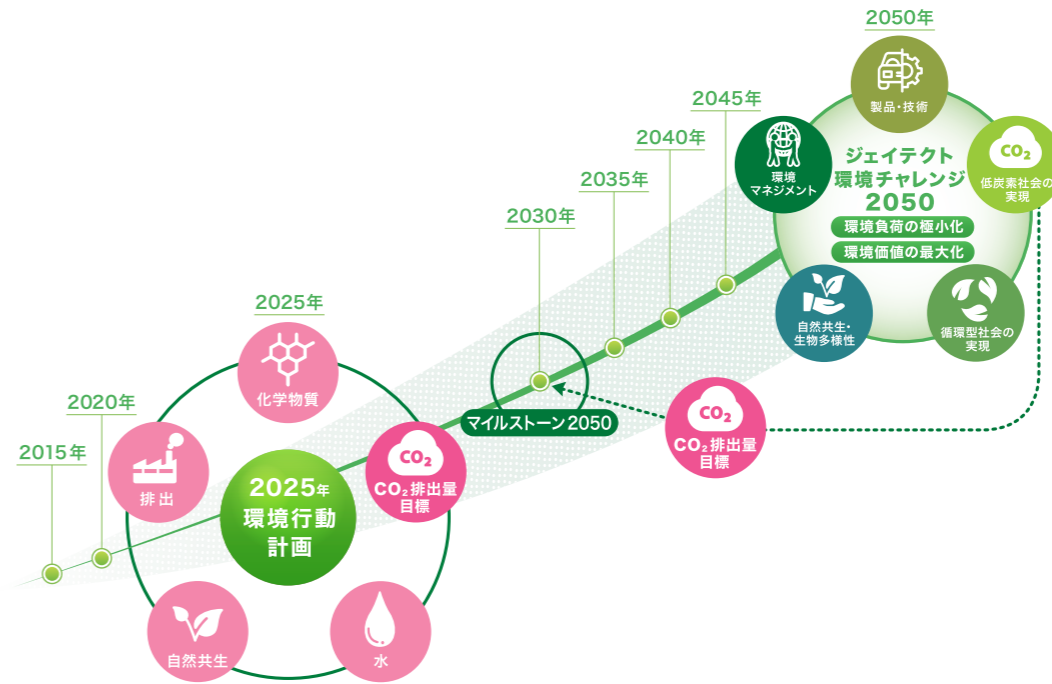 2050年
製品・技術
環境
マネジメント
CO₂
低炭素社会の
実現
ジェイテクト
環境チャレンジ
2050
環境負荷の極小化
環境価値の最大化
自然共生・
生物多様性
循環型社会の
実現
2045年
2040年
2035年
2030年
マイルストーン2050
CO₂
CO₂排出量
目標
2025年
化学物質
排出
CO₂
CO₂排出量
目標
2025年
環境行動
計画
自然共生
水
2020年
2015年